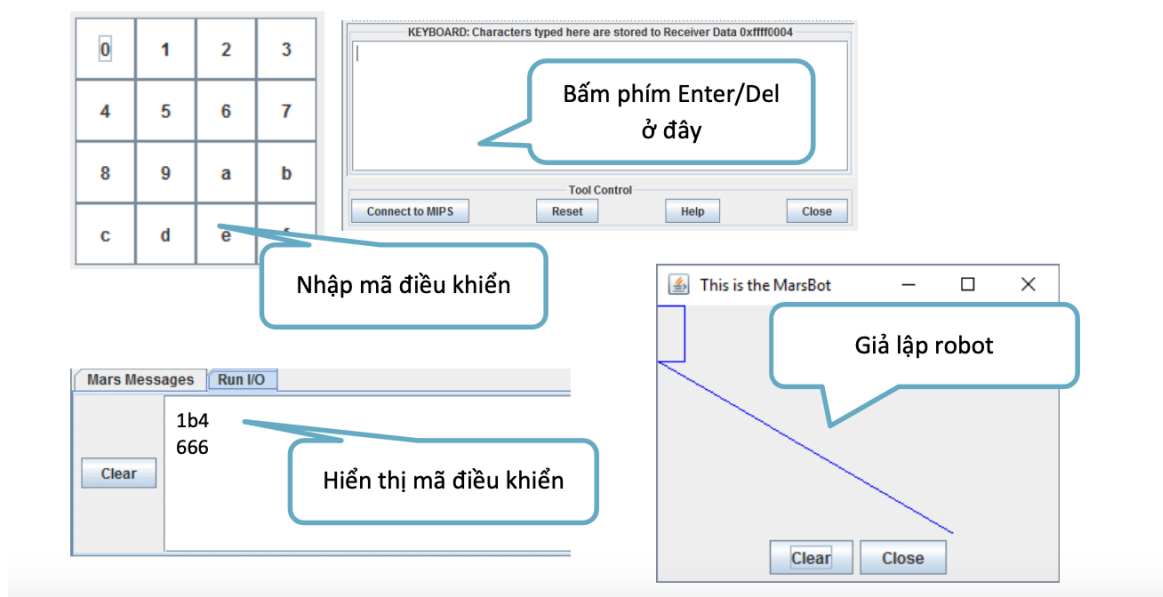 0 1 2 3
4 5 6 7
8 9 a b
c d e
Nhập mã điều khiển
KEYBOARD: Characters typed here are stored to Receiver Data 0xffff0004
Bấm phím Enter/Del
ở đây
Tool Control
Connect to MIPS Reset Help Close
This is the MarsBot
Giả lập robot
Clear Close
Mars Messages Run I/O
Clear
1b4
666
Hiển thị mã điều khiển